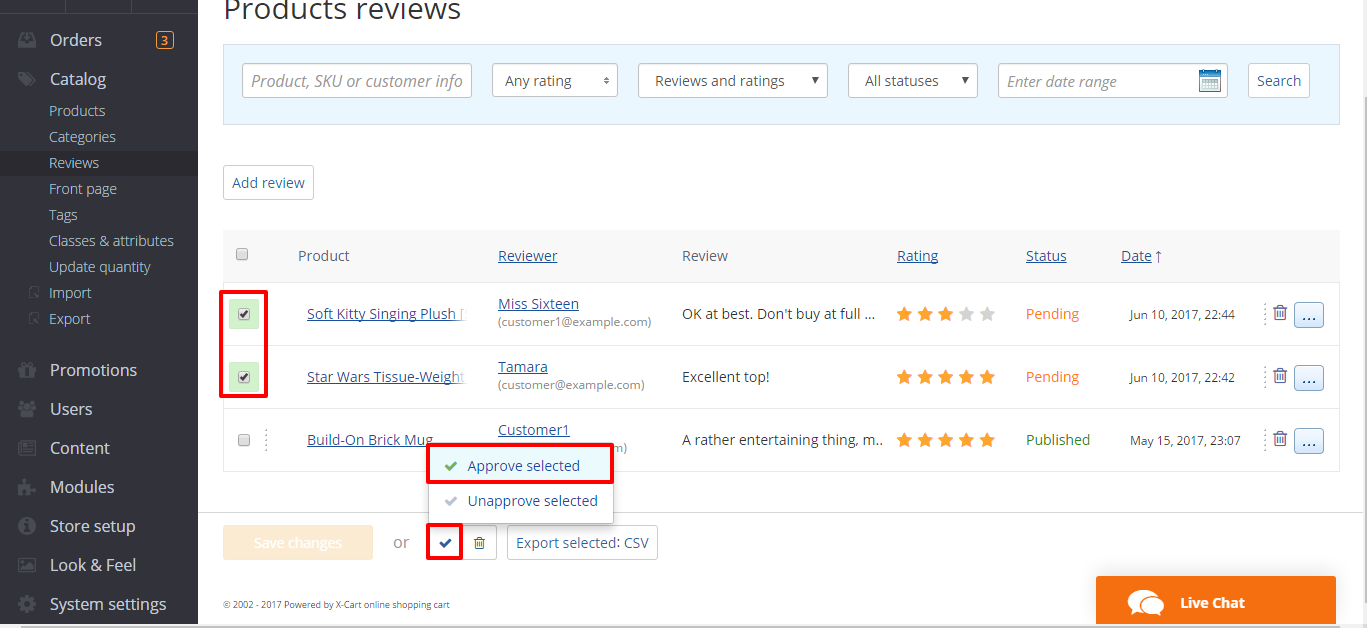 Products reviews
Orders 3
Catalog
Products
Categories
Reviews
Front page
Tags
Classes & attributes
Update quantity
Import
Export
Promotions
Users
Content
Modules
Store setup
Look & Feel
System settings
Product, SKU or customer info Any rating Reviews and ratings All statuses Enter date range Search
Add review
Product Reviewer Review Rating Status Date ↑
Soft Kitty Singing Plush Miss Sixteen OK at best. Don't buy at full ... Pending Jun 10, 2017, 22:44 ...
(customer1@example.com)
Star Wars Tissue-Weight Tamara Excellent top! Pending Jun 10, 2017, 22:42 ...
(customer@example.com)
Build-On Brick Mug Customer1 A rather entertaining thing, m.. Published May 15, 2017, 23:07 ...
m)
Approve selected
Unapprove selected
Save changes or Export selected: CSV
© 2002 - 2017 Powered by X-Cart online shopping cart
Live Chat